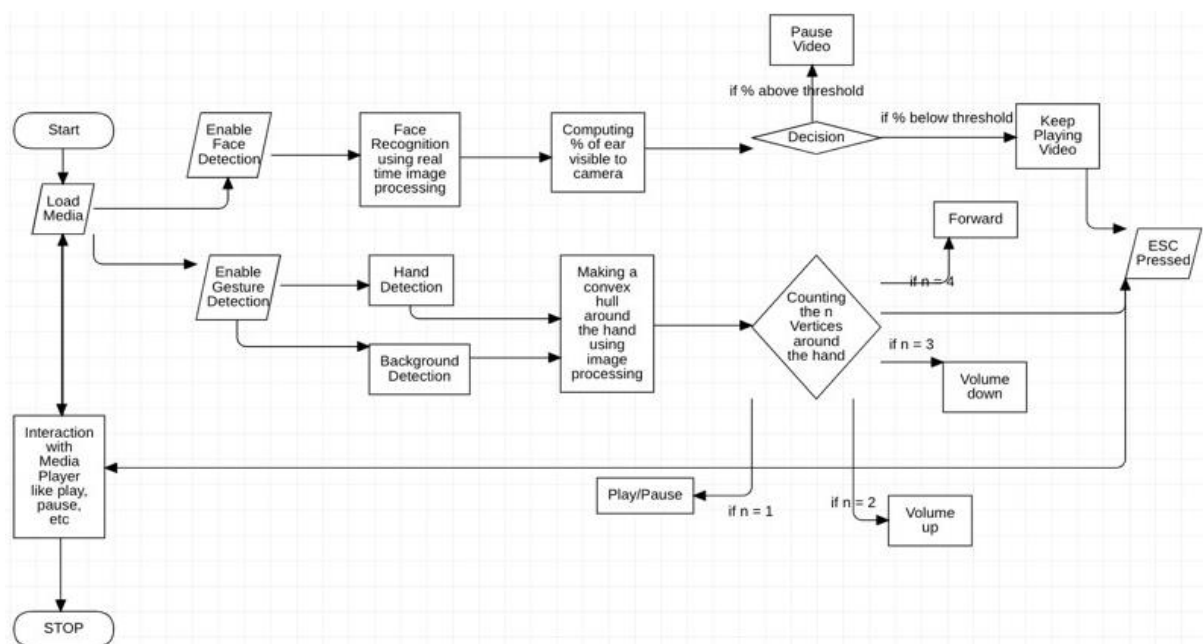 Pause
Video
if % above threshold
Start
Enable
Face
Detection
Face
Recognition
using real
time image
processing
Computing
% of ear
visible to
camera
Decision
if % below threshold
Keep
Playing
Video
Load
Media
Forward
ESC
Pressed
Enable
Gesture
Detection
Hand
Detection
Background
Detection
Making a
convex
hull
around
the hand
using
image
processing
Counting
the n
Vertices
around
the hand
if n = 4
if n = 3
Volume
down
Interaction
with
Media
Player
like play,
pause,
etc
Play/Pause
if n = 1
if n = 2
Volume
up
STOP